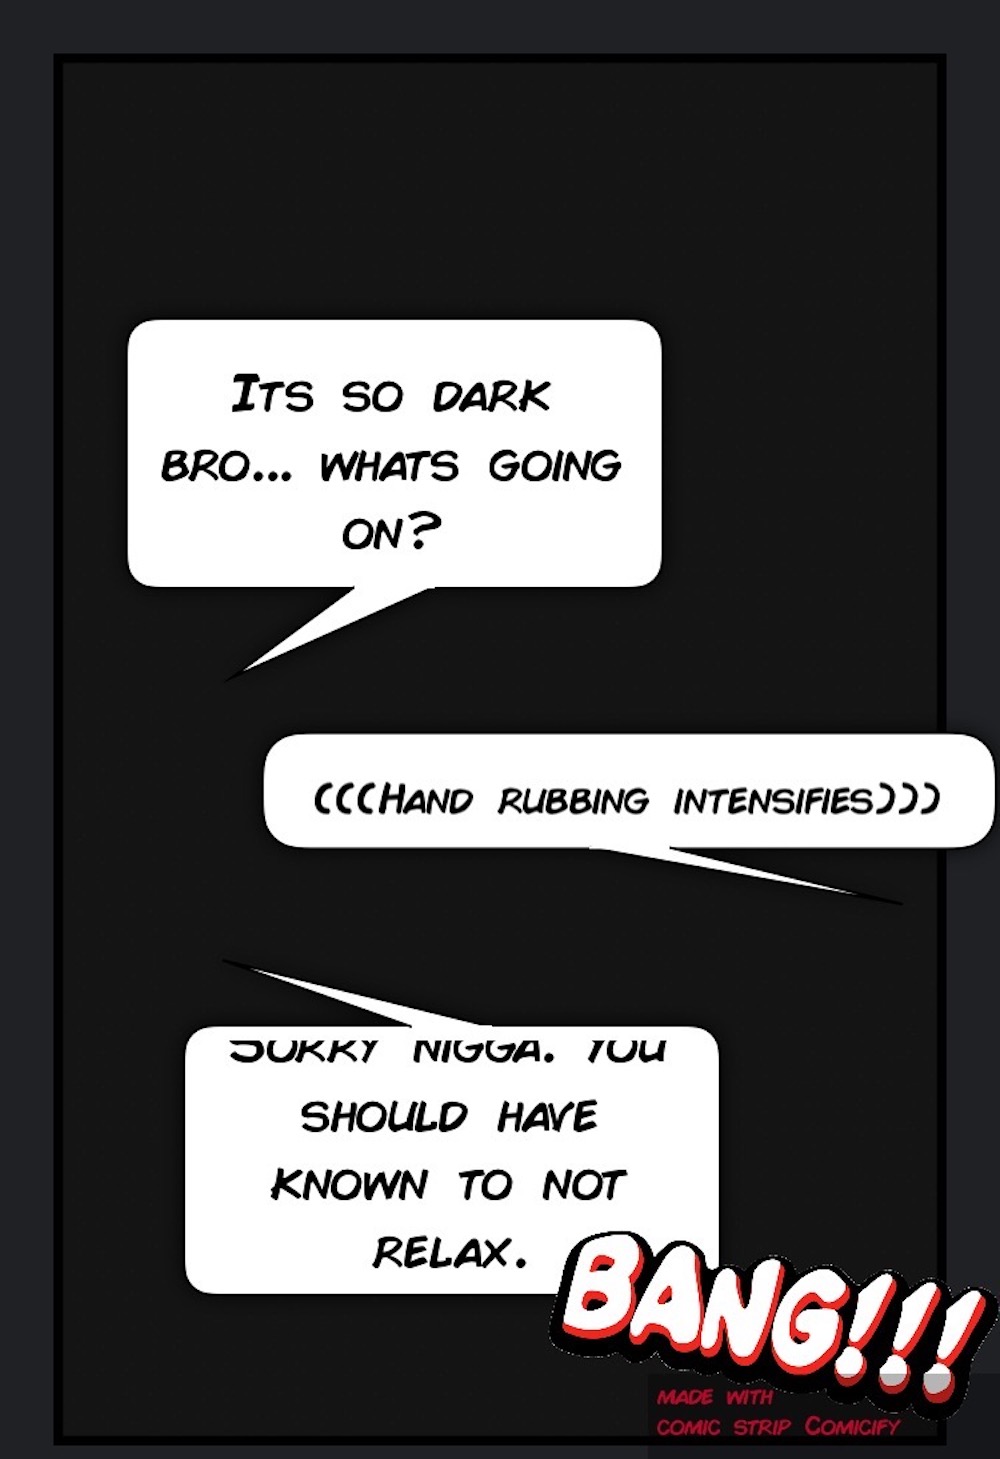 Its so dark
bro... whats going
on?
(((Hand rubbing intensifies)))
Sorry nigga. you
should have
known to not
relax.
BANG!!!
made with
comic strip Comicify